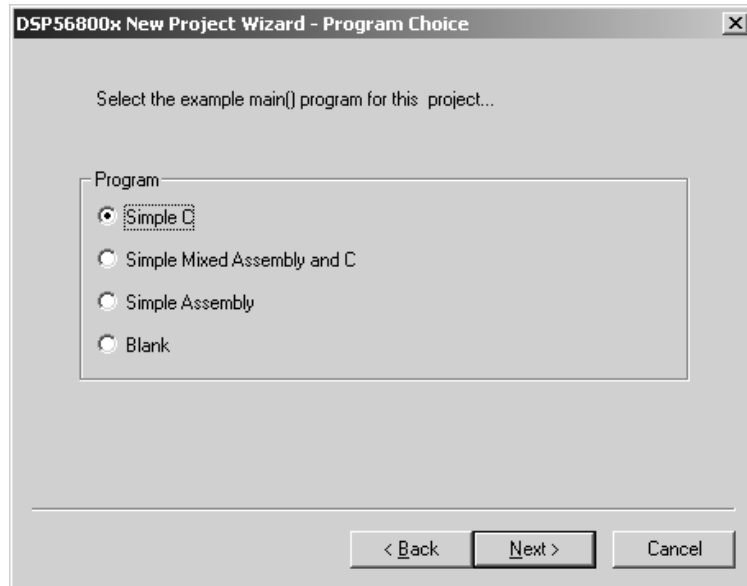 DSP56800x New Project Wizard - Program Choice
Select the example main() program for this project...
Program
Simple C
Simple Mixed Assembly and C
Simple Assembly
Blank
< Back Next > Cancel